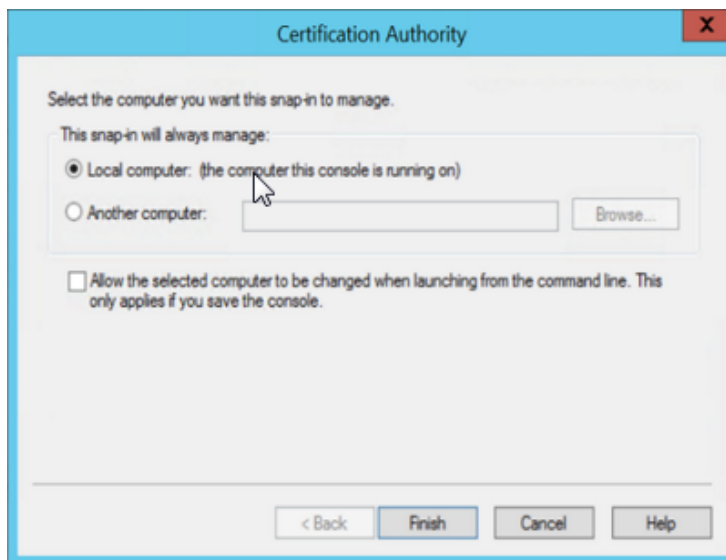 Certification Authority
X
Select the computer you want this snap-in to manage.
This snap-in will always manage:
Local computer: (the computer this console is running on)
Another computer:
Browse...
Allow the selected computer to be changed when launching from the command line. This
only applies if you save the console.
< Back
Finish
Cancel
Help